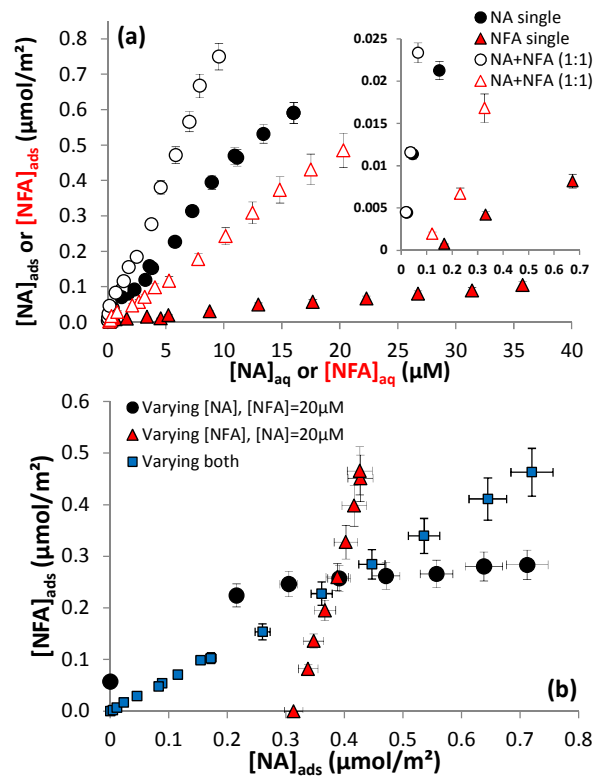 (a)
NA single
NFA single
NA+NFA (1:1)
NA+NFA (1:1)
[NA]ads or [NFA]ads (µmol/m²)
0.8
0.7
0.6
0.5
0.4
0.3
0.2
0.1
0.0
0.025
0.02
0.015
0.01
0.005
0
0 0.1 0.2 0.3 0.4 0.5 0.6 0.7
0 5 10 15 20 25 30 35 40
[NA]aq or [NFA]aq (µM)
Varying [NA], [NFA]=20µM
Varying [NFA], [NA]=20µM
Varying both
[NFA]ads (µmol/m²)
0.6
0.5
0.4
0.3
0.2
0.1
0.0
(b)
0 0.1 0.2 0.3 0.4 0.5 0.6 0.7 0.8
[NA]ads (µmol/m²)